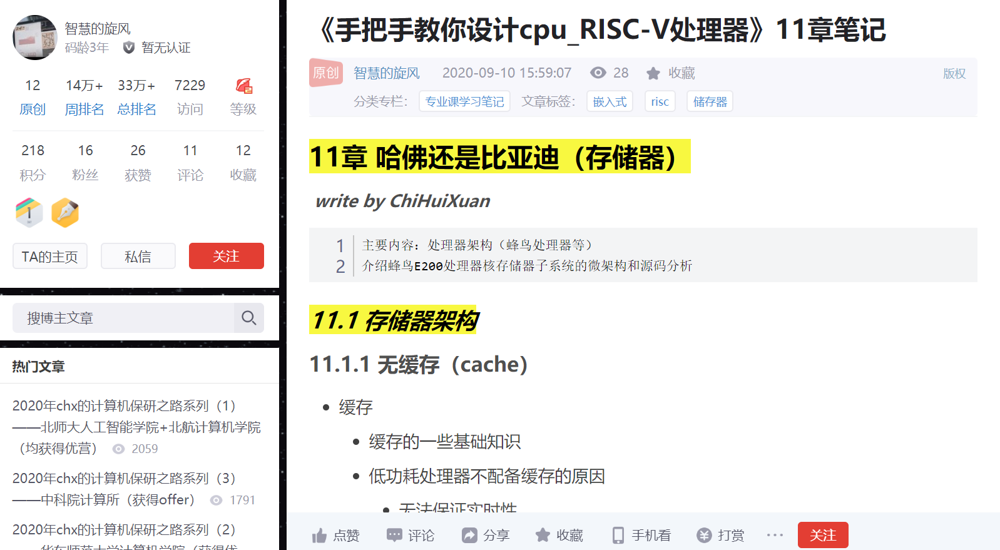 智慧的旋风
码龄3年 暂无认证
12 14万+ 33万+ 7229
原创 周排名 总排名 访问 等级
218 16 26 11 12
积分 粉丝 获赞 评论 收藏
TA的主页 私信 关注
搜博主文章
热门文章
2020年chx的计算机保研之路系列（1）
——北师大人工智能学院+北航计算机学院
（均获得优营） 2059
2020年chx的计算机保研之路系列（3）
——中科院计算所（获得offer） 1791
2020年chx的计算机保研之路系列（2）
——华东师范大学计算机学院（获得优
《手把手教你设计cpu_RISC-V处理器》11章笔记
原创 智慧的旋风 2020-09-10 15:59:07 28 收藏 版权
分类专栏： 专业课学习笔记 文章标签： 嵌入式 risc 储存器
11章 哈佛还是比亚迪（存储器）
write by ChiHuiXuan
1 主要内容：处理器架构（蜂鸟处理器等）
2 介绍蜂鸟E200处理器核存储器子系统的微架构和源码分析
11.1 存储器架构
11.1.1 无缓存（cache）
缓存
缓存的一些基础知识
低功耗处理器不配备缓存的原因
无法保证实时性
点赞 评论 分享 收藏 手机看 打赏 ··· 关注